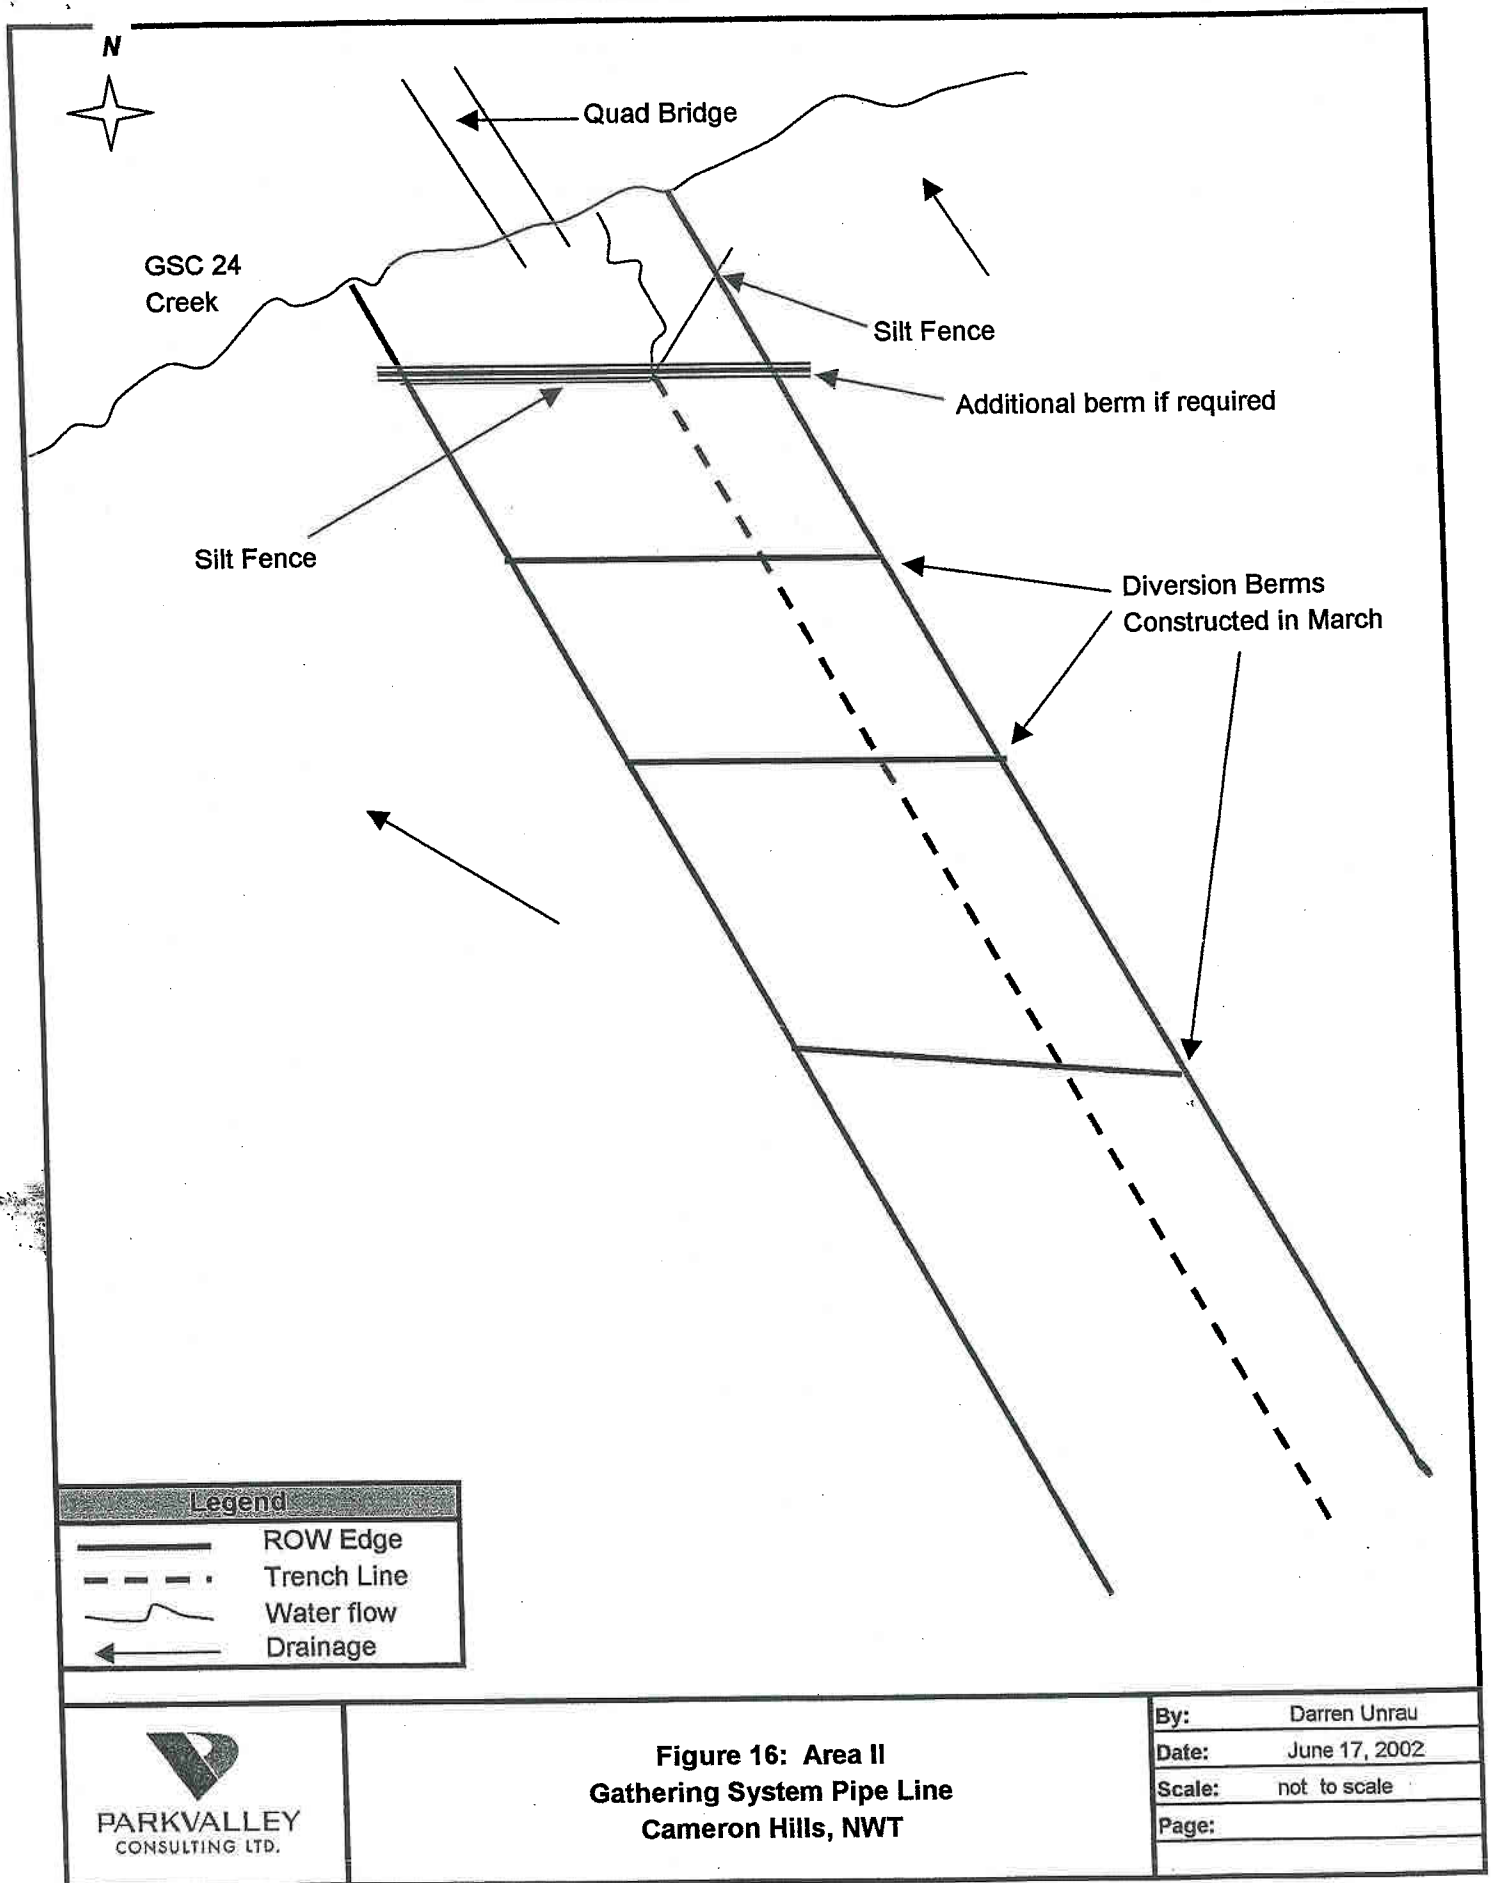 N
Quad Bridge
GSC 24
Creek
Silt Fence
Additional berm if required
Silt Fence
Diversion Berms
Constructed in March
Legend
ROW Edge
Trench Line
Water flow
Drainage
PARKVALLEY
CONSULTING LTD.
Figure 16: Area II
Gathering System Pipe Line
Cameron Hills, NWT
By: Darren Unrau
Date: June 17, 2002
Scale: not to scale
Page: